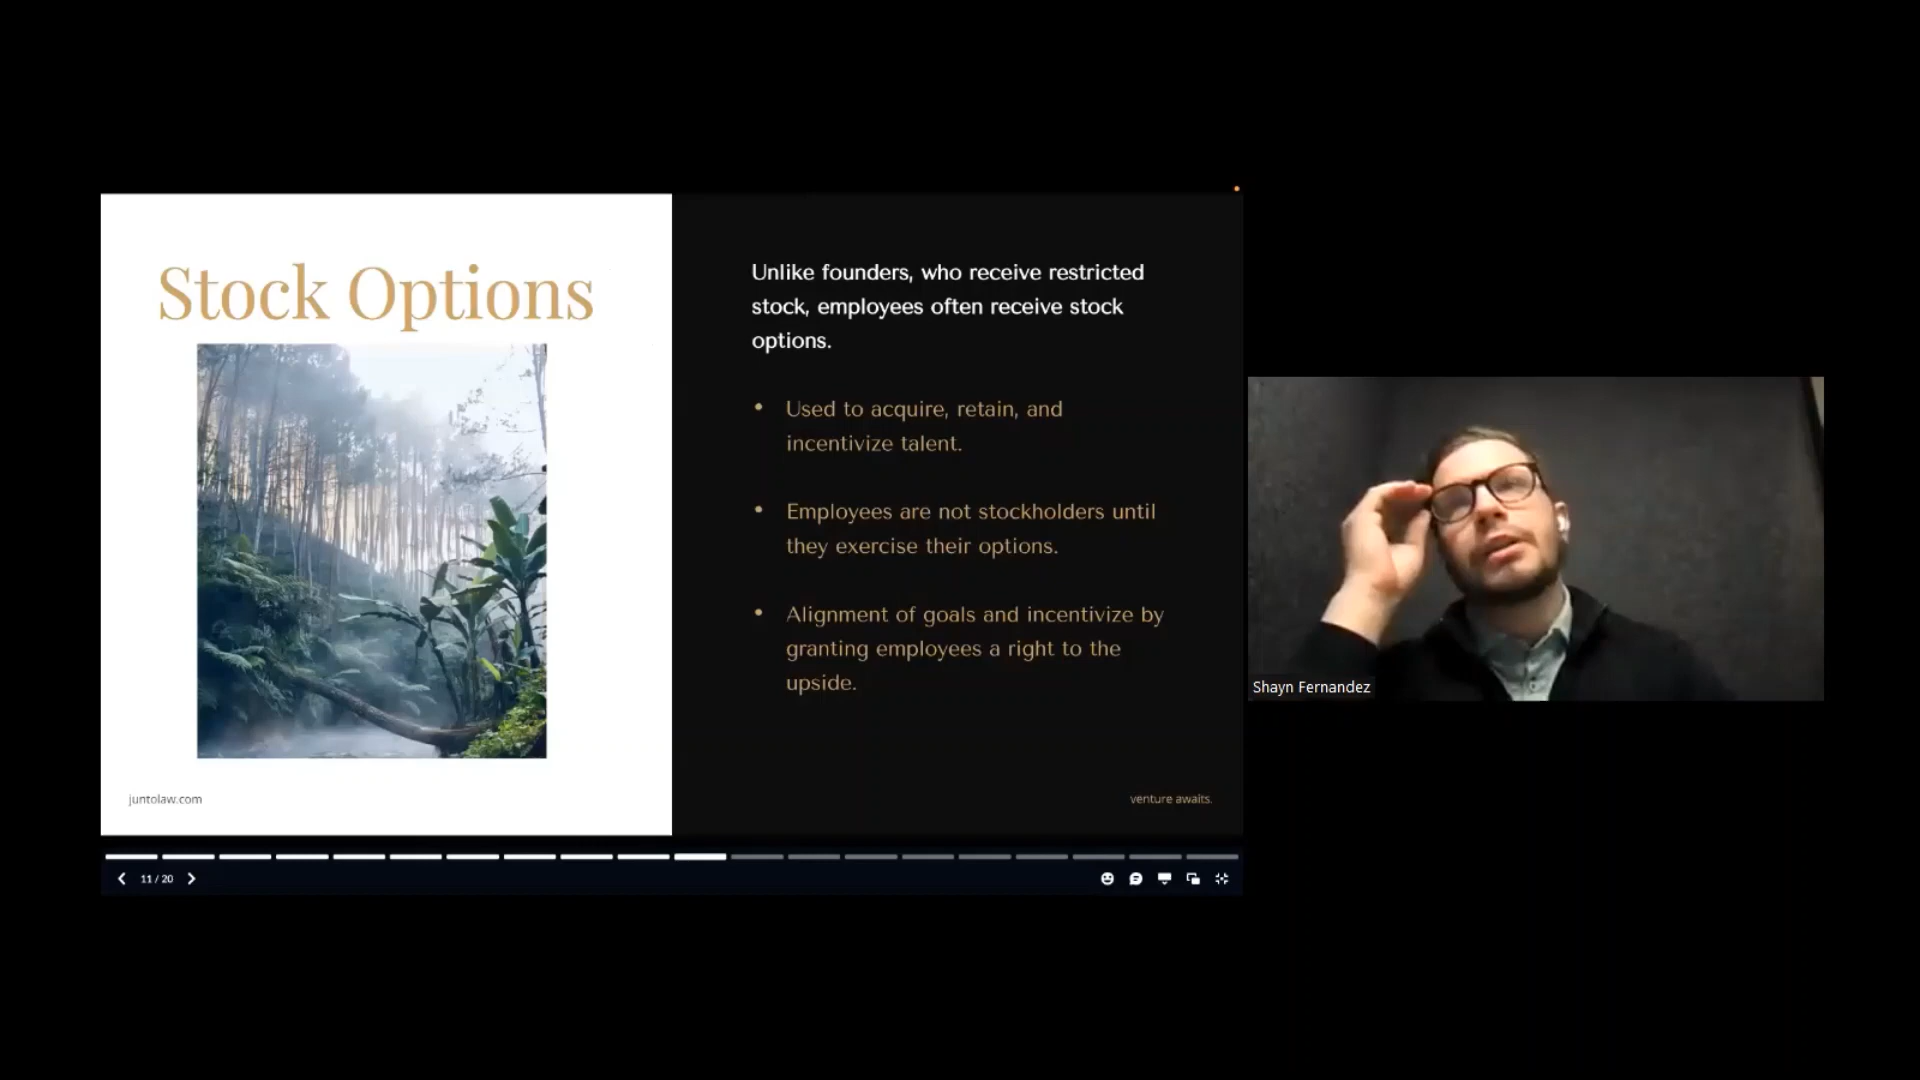 Stock Options
juntolaw.com
Unlike founders, who receive restricted
stock, employees often receive stock
options.
• Used to acquire, retain, and
incentivize talent.
• Employees are not stockholders until
they exercise their options.
• Alignment of goals and incentivize by
granting employees a right to the
upside.
venture awaits.
11 / 20
Shayn Fernandez